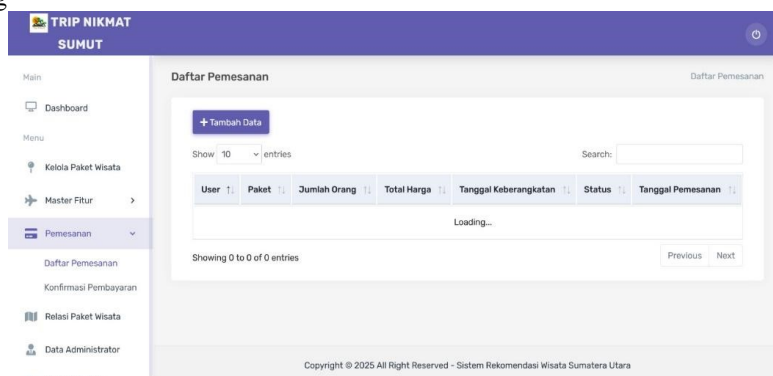 g
TRIP NIKMAT
SUMUT
Main
Dashboard
Menu
Kelola Paket Wisata
Master Fitur
Pemesanan
Daftar Pemesanan
Konfirmasi Pembayaran
Relasi Paket Wisata
Data Administrator
Daftar Pemesanan Daftar Pemesanan
+ Tambah Data
Show 10 entries Search:
User Paket Jumlah Orang Total Harga Tanggal Keberangkatan Status Tanggal Pemesanan
Loading...
Showing 0 to 0 of 0 entries Previous Next
Copyright © 2025 All Right Reserved - Sistem Rekomendasi Wisata Sumatera Utara